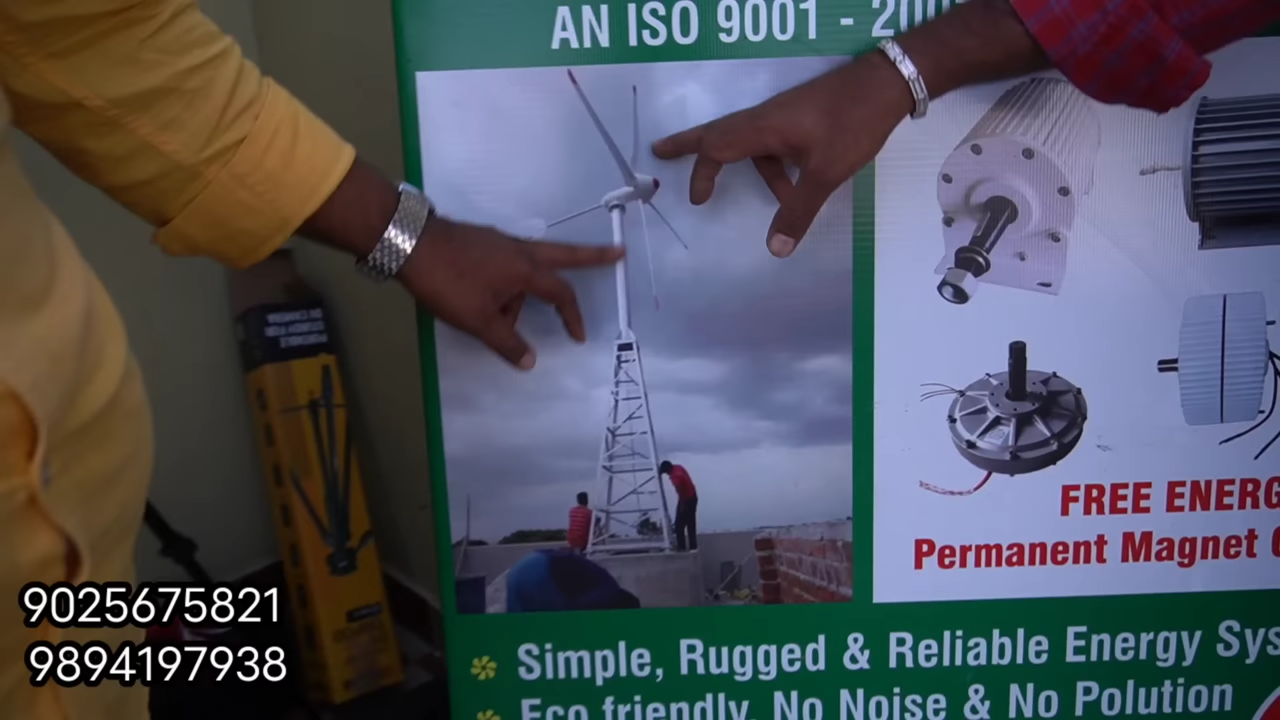 AN ISO 9001 - 200
FREE ENERG
Permanent Magnet
Simple, Rugged & Reliable Energy Sys
Eco friendly, No Noise & No Polution
9025675821
9894197938